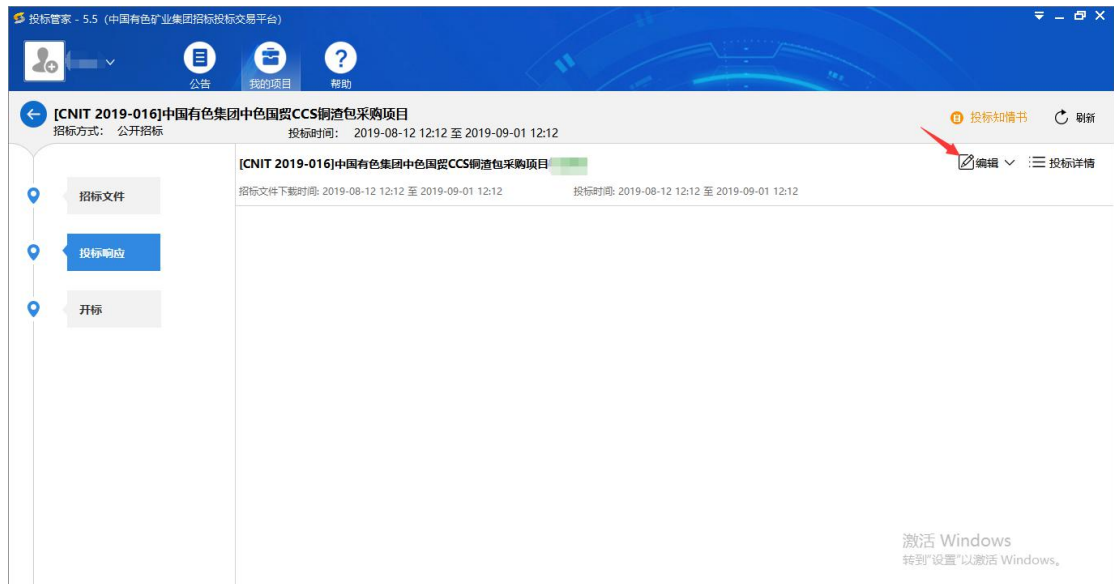 投标管家 - 5.5（中国有色矿业集团招标投标交易平台）
公告
我的项目
帮助
[CNIT 2019-016]中国有色集团中色国贸CCS铜渣包采购项目
招标方式： 公开招标 投标时间： 2019-08-12 12:12 至 2019-09-01 12:12
投标知情书 刷新
[CNIT 2019-016]中国有色集团中色国贸CCS铜渣包采购项目
编辑 投标详情
招标文件下载时间: 2019-08-12 12:12 至 2019-09-01 12:12 投标时间: 2019-08-12 12:12 至 2019-09-01 12:12
招标文件
投标响应
开标
激活 Windows
转到"设置"以激活 Windows。